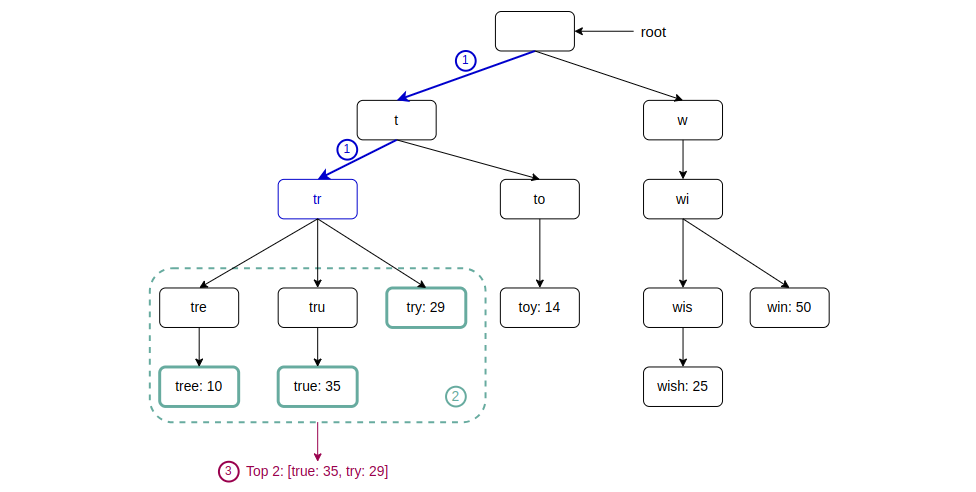 root
1
t
w
1
tr
to
wi
tre
tru
try: 29
toy: 14
wis
win: 50
tree: 10
true: 35
2
wish: 25
3 Top 2: [true: 35, try: 29]